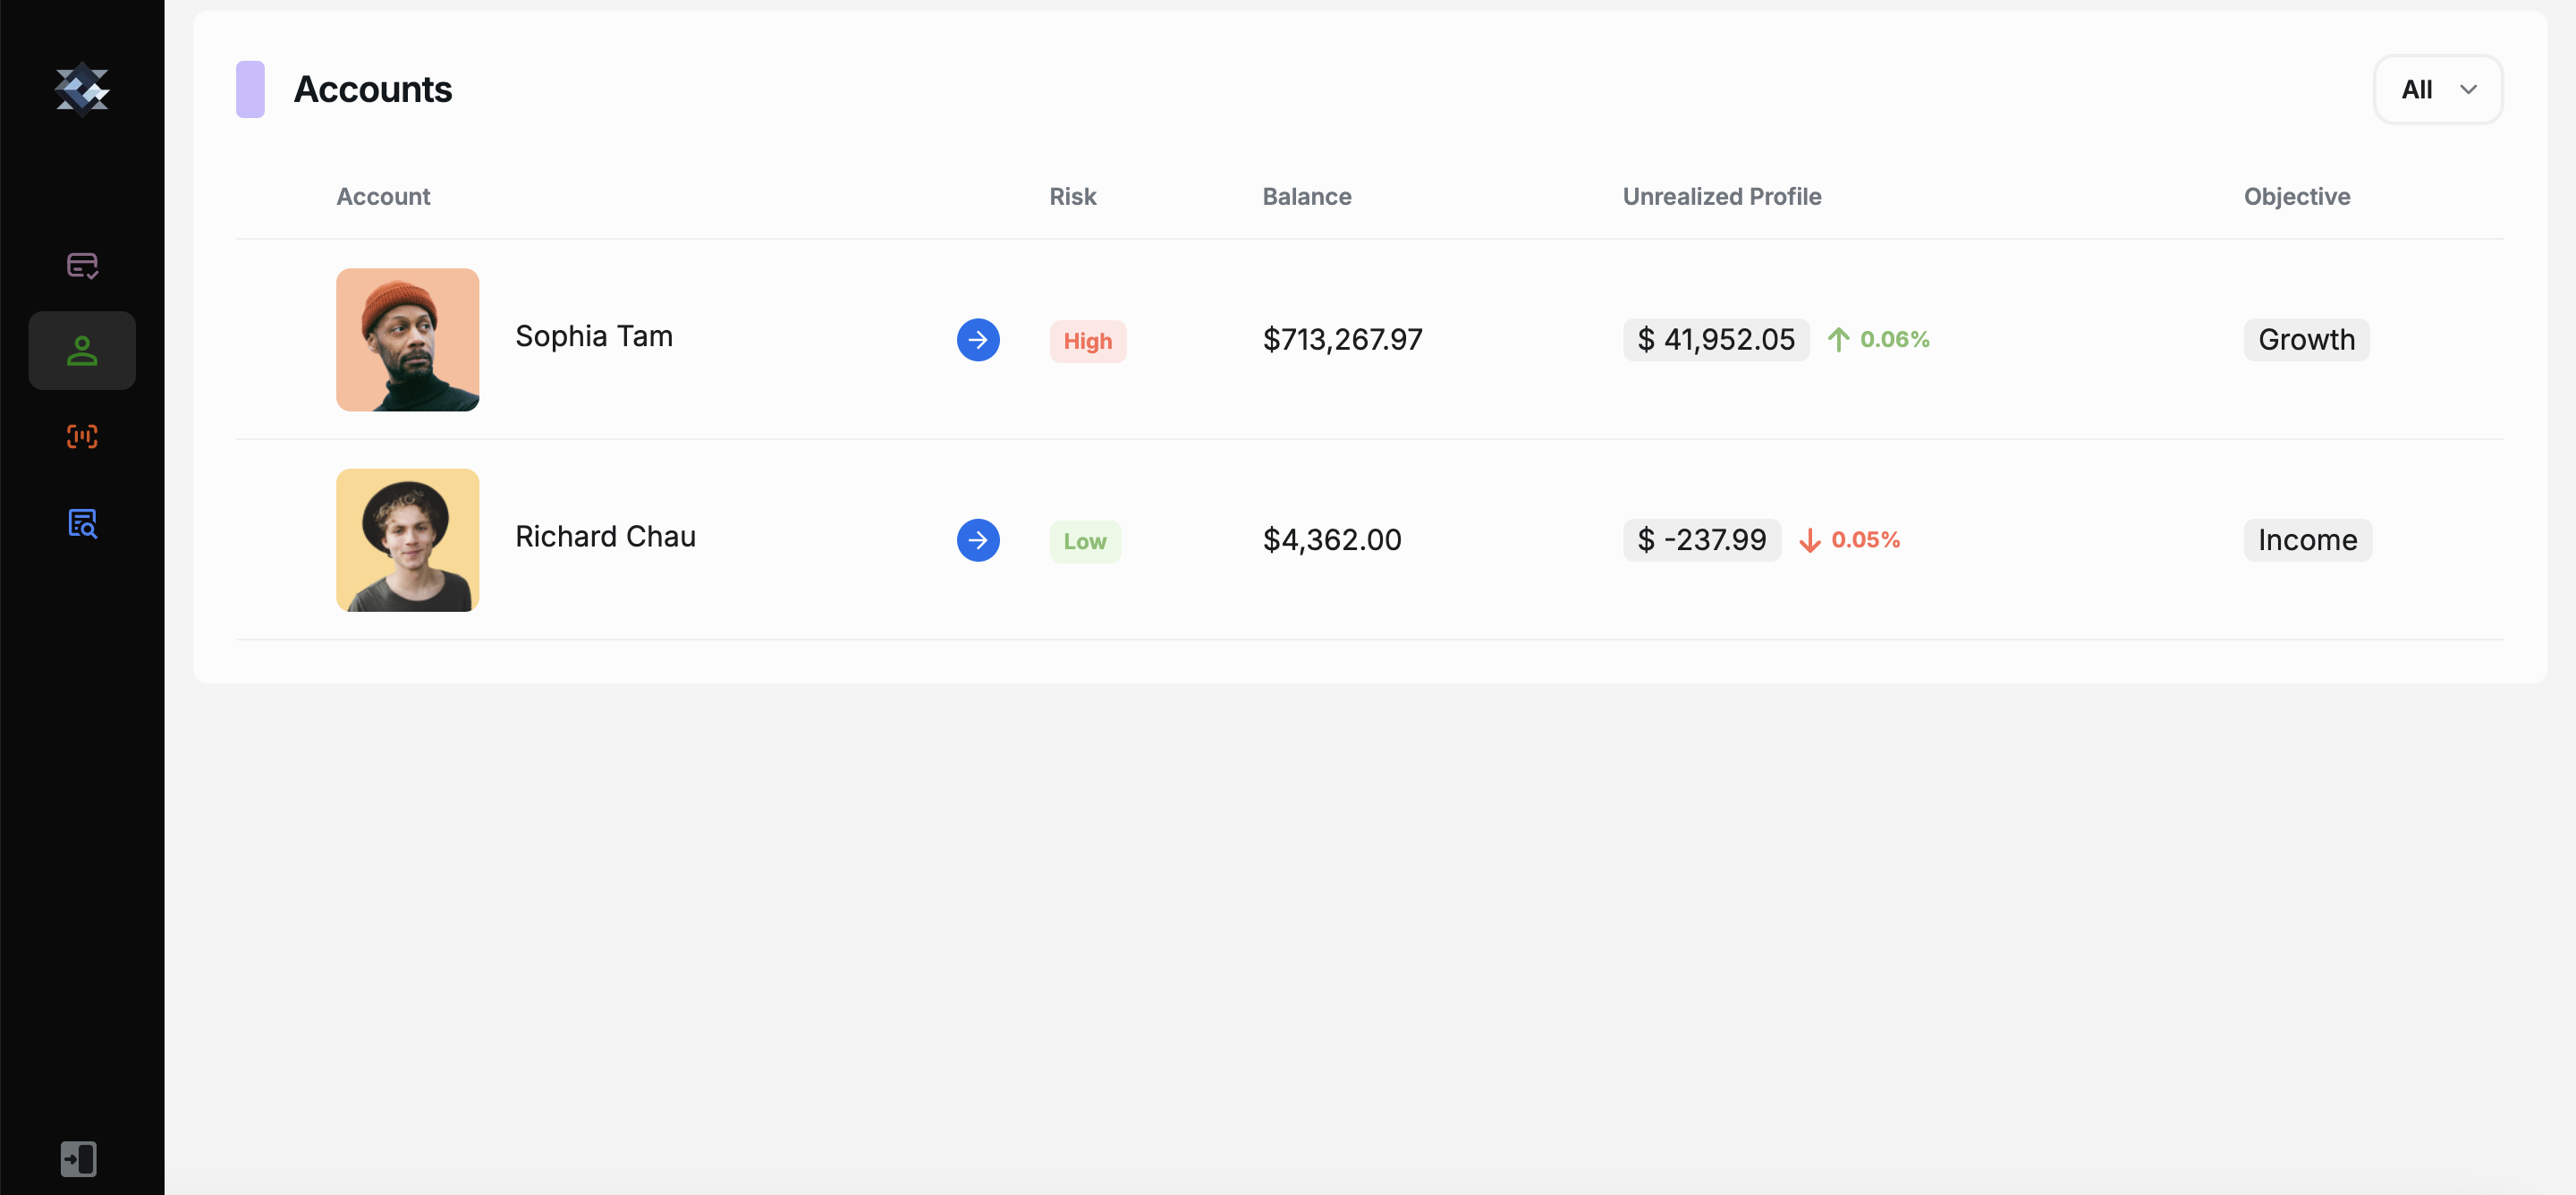 Accounts
All
Account Risk Balance Unrealized Profile Objective
Sophia Tam High $713,267.97 $ 41,952.05 0.06% Growth
Richard Chau Low $4,362.00 $ -237.99 0.05% Income